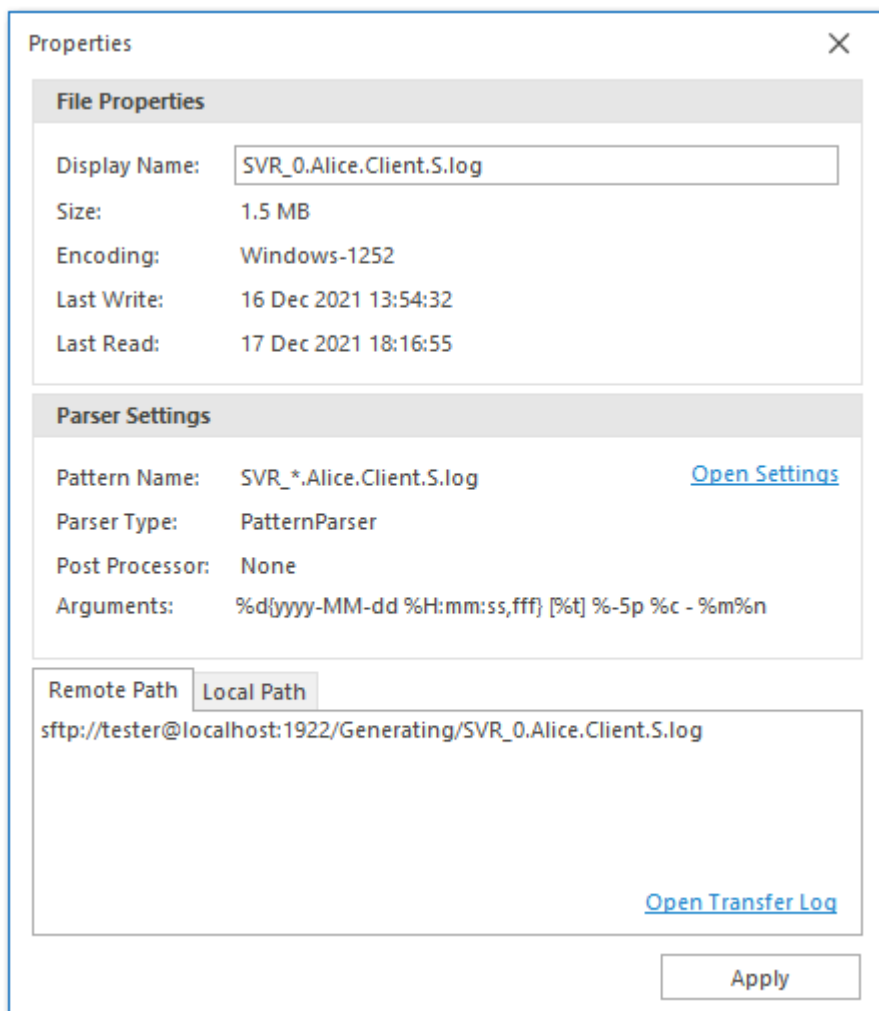 Properties
File Properties
Display Name: SVR_0.Alice.Client.S.log
Size: 1.5 MB
Encoding: Windows-1252
Last Write: 16 Dec 2021 13:54:32
Last Read: 17 Dec 2021 18:16:55
Parser Settings
Pattern Name: SVR_*.Alice.Client.S.log Open Settings
Parser Type: PatternParser
Post Processor: None
Arguments: %d{yyyy-MM-dd %H:mm:ss,fff} [%t] %-5p %c - %m%n
Remote Path Local Path
sftp://tester@localhost:1922/Generating/SVR_0.Alice.Client.S.log
Open Transfer Log
Apply